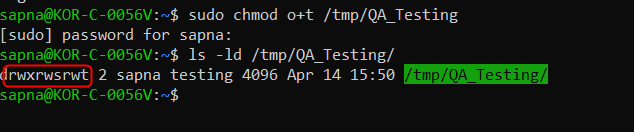 sapna@KOR-C-0056V:~$ sudo chmod o+t /tmp/QA_Testing
[sudo] password for sapna:
sapna@KOR-C-0056V:~$ ls -ld /tmp/QA_Testing/
drwxrwsrwt 2 sapna testing 4096 Apr 14 15:50 /tmp/QA_Testing/
sapna@KOR-C-0056V:~$